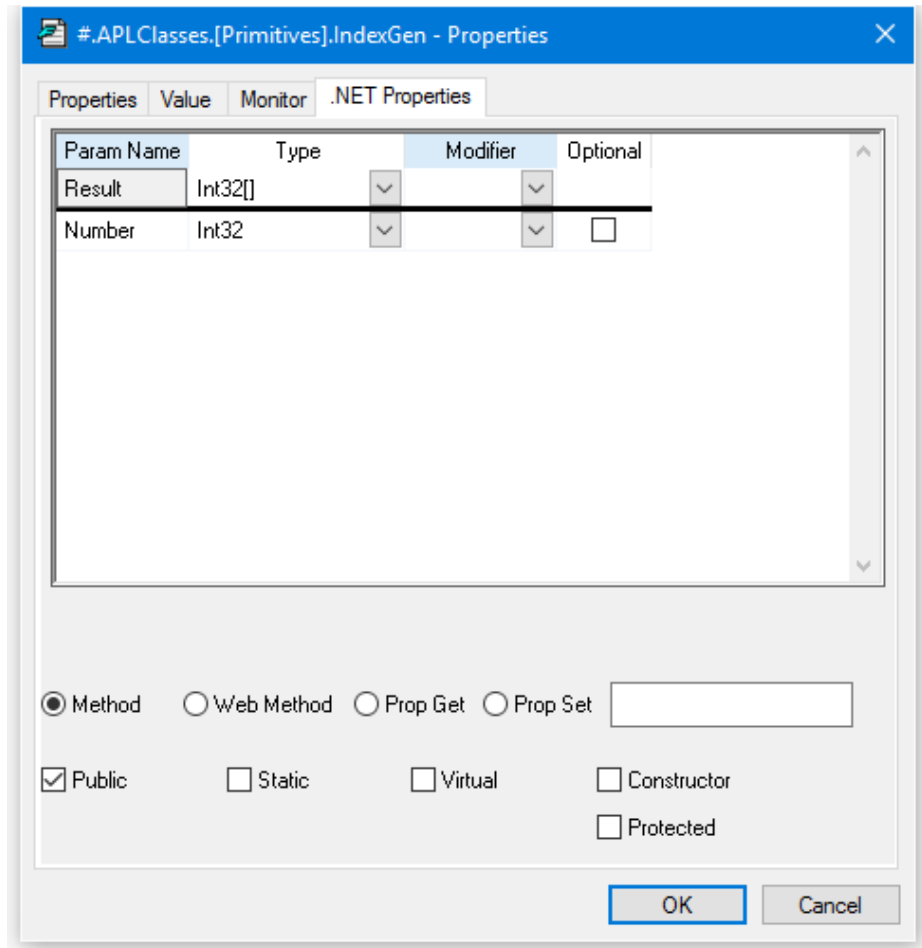 #.APLClasses.[Primitives].IndexGen - Properties
Properties Value Monitor .NET Properties
Param Name Type Modifier Optional
Result Int32[]
Number Int32
Method Web Method Prop Get Prop Set
Public Static Virtual Constructor
Protected
OK Cancel